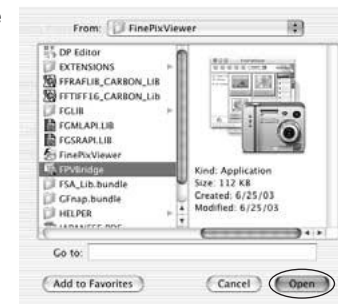 e
From: FinePixViewer
DP Editor
EXTENSIONS
FFRAFLIB_CARBON_LIB
FFTIFF16_CARBON_Lib
FGLIB
FGMLAPI.LIB
FGSRAPI.LIB
FinePixViewer
FPVBridge
FSA_Lib.bundle
GFnap.bundle
HELPER
JAPANESE.PDF
Kind: Application
Size: 112 KB
Created: 6/25/03
Modified: 6/25/03
Go to:
Add to Favorites
Cancel
Open